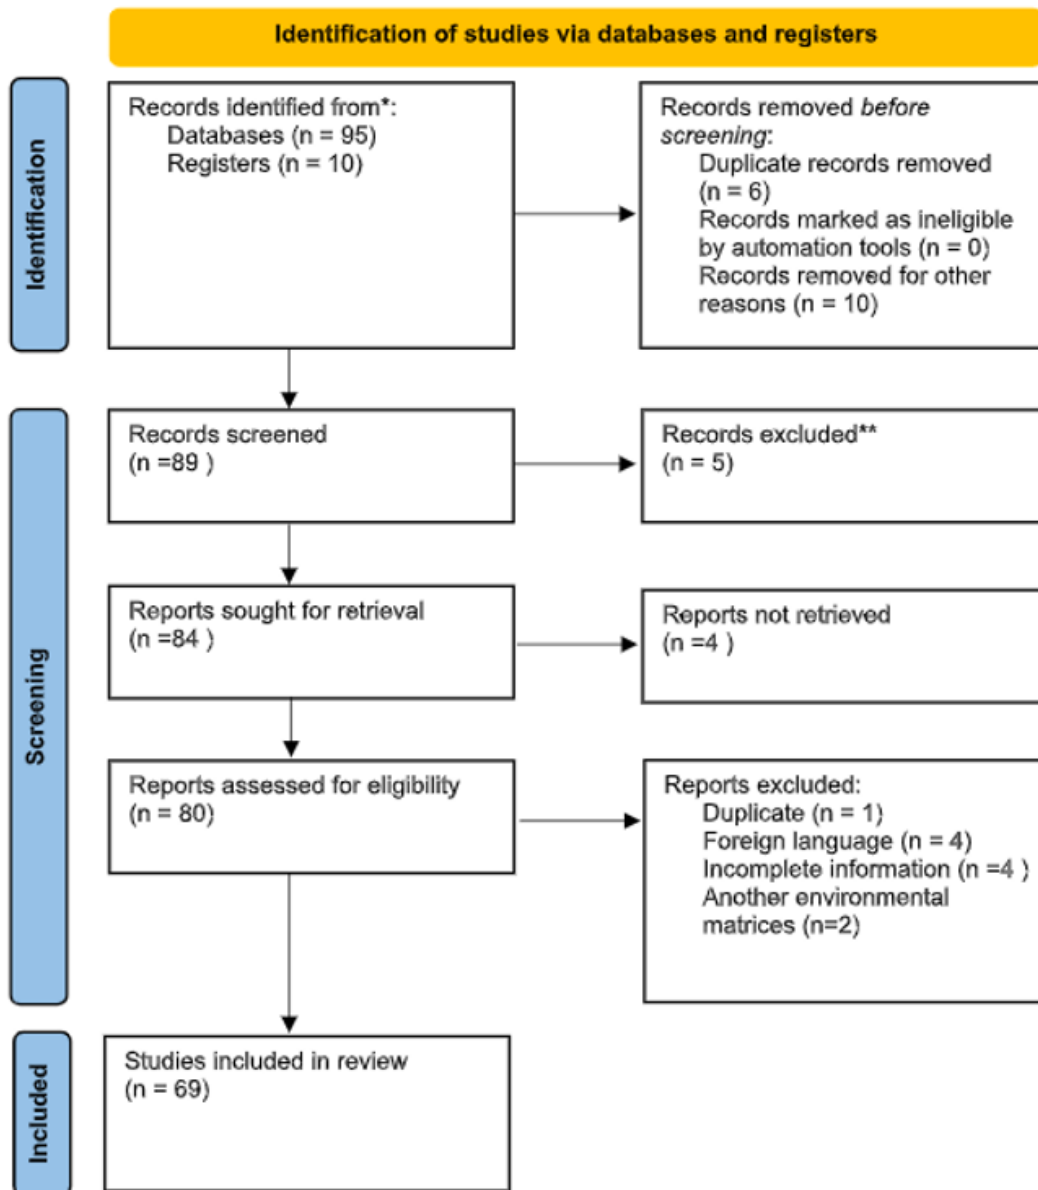 Identification of studies via databases and registers
Identification
Records identified from*:
Databases (n = 95)
Registers (n = 10)
Records removed before
screening:
Duplicate records removed
(n = 6)
Records marked as ineligible
by automation tools (n = 0)
Records removed for other
reasons (n = 10)
Screening
Records screened
(n =89 )
Records excluded**
(n = 5)
Reports sought for retrieval
(n =84 )
Reports not retrieved
(n =4 )
Reports assessed for eligibility
(n = 80)
Reports excluded:
Duplicate (n = 1)
Foreign language (n = 4)
Incomplete information (n =4 )
Another environmental
matrices (n=2)
Included
Studies included in review
(n = 69)